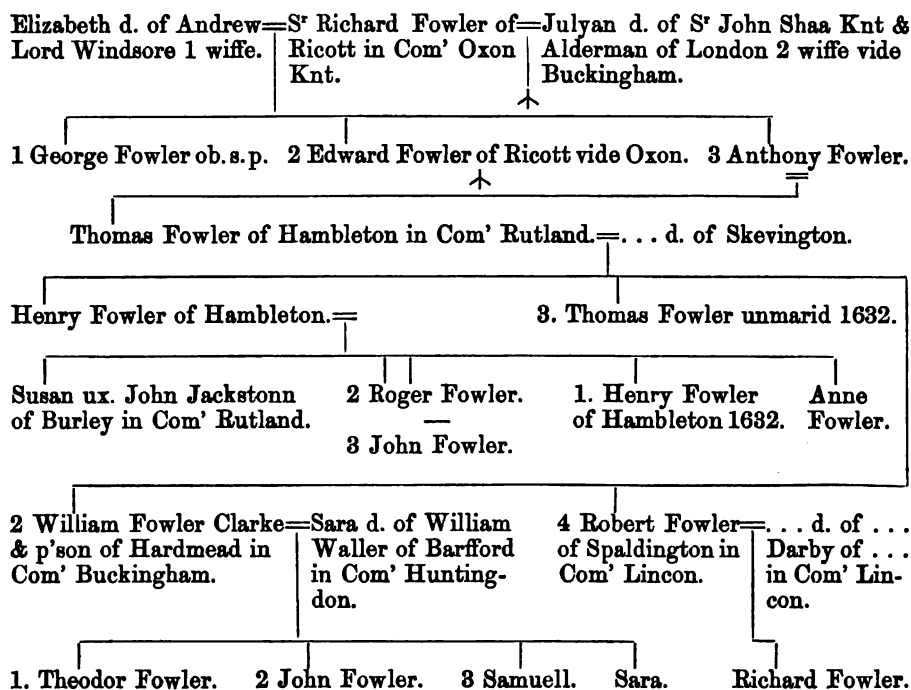 Elizabeth d. of Andrew=Sʳ Richard Fowler of=Julyan d. of Sʳ John Shaa Knt &
Lord Windsore 1 wiffe. Ricott in Com' Oxon Alderman of London 2 wiffe vide
Knt. Buckingham.
1 George Fowler ob. s.p. 2 Edward Fowler of Ricott vide Oxon. 3 Anthony Fowler.
Thomas Fowler of Hambleton in Com' Rutland.=... d. of Skevington.
Henry Fowler of Hambleton.= 3. Thomas Fowler unmarid 1632.
Susan ux. John Jackstonn 2 Roger Fowler. 1. Henry Fowler Anne
of Burley in Com' Rutland. — of Hambleton 1632. Fowler.
3 John Fowler.
2 William Fowler Clarke=Sara d. of William 4 Robert Fowler=... d. of ...
& p'son of Hardmead in Waller of Barfford of Spaldington in Darby of ...
Com' Buckingham. in Com' Hunting- Com' Lincon. in Com' Lin-
don. con.
1. Theodor Fowler. 2 John Fowler. 3 Samuell. Sara. Richard Fowler.